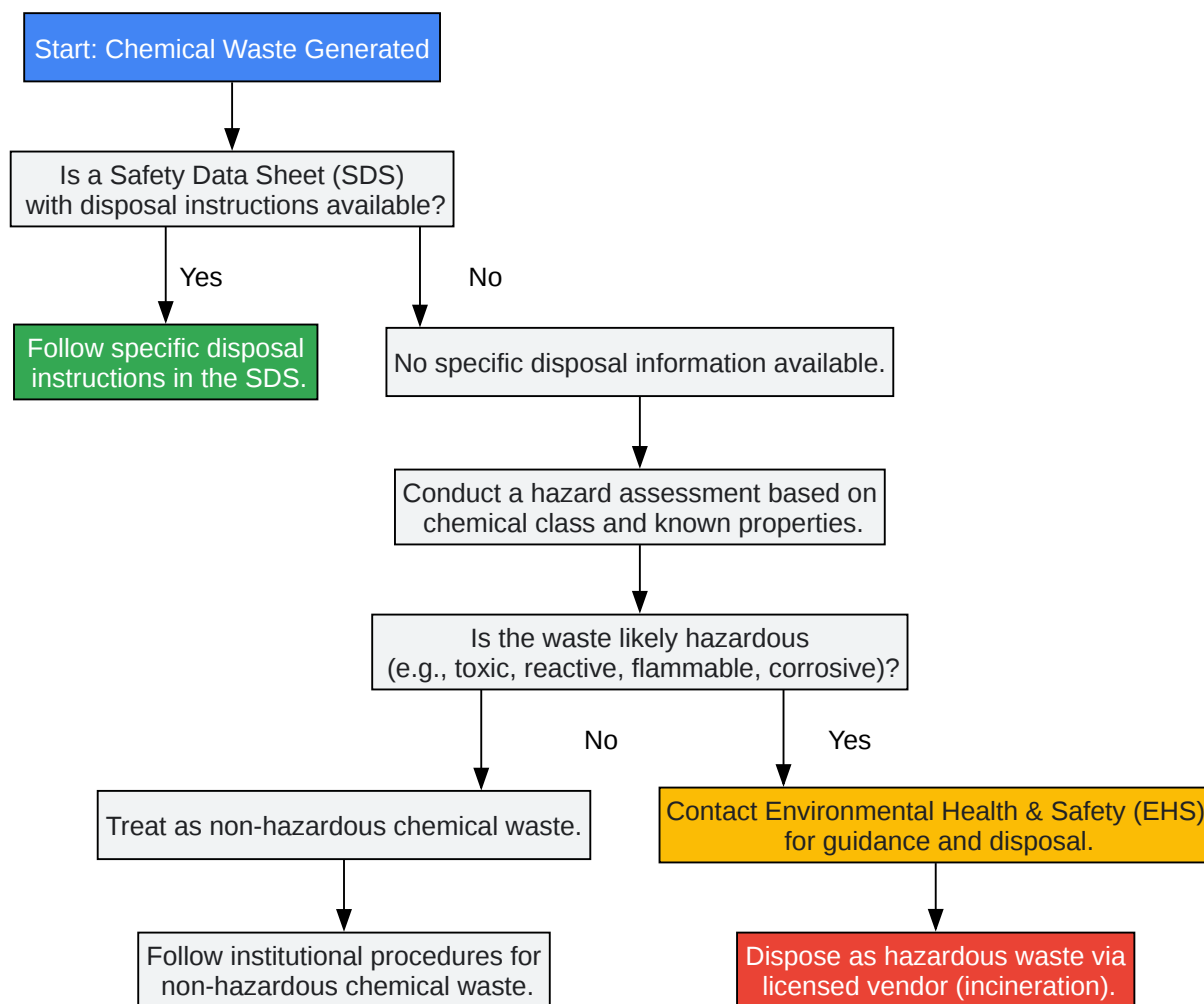 Start: Chemical Waste Generated
Is a Safety Data Sheet (SDS)
with disposal instructions available?
Yes
No
Follow specific disposal
instructions in the SDS.
No specific disposal information available.
Conduct a hazard assessment based on
chemical class and known properties.
Is the waste likely hazardous
(e.g., toxic, reactive, flammable, corrosive)?
No
Yes
Treat as non-hazardous chemical waste.
Contact Environmental Health & Safety (EHS)
for guidance and disposal.
Follow institutional procedures for
non-hazardous chemical waste.
Dispose as hazardous waste via
licensed vendor (incineration).